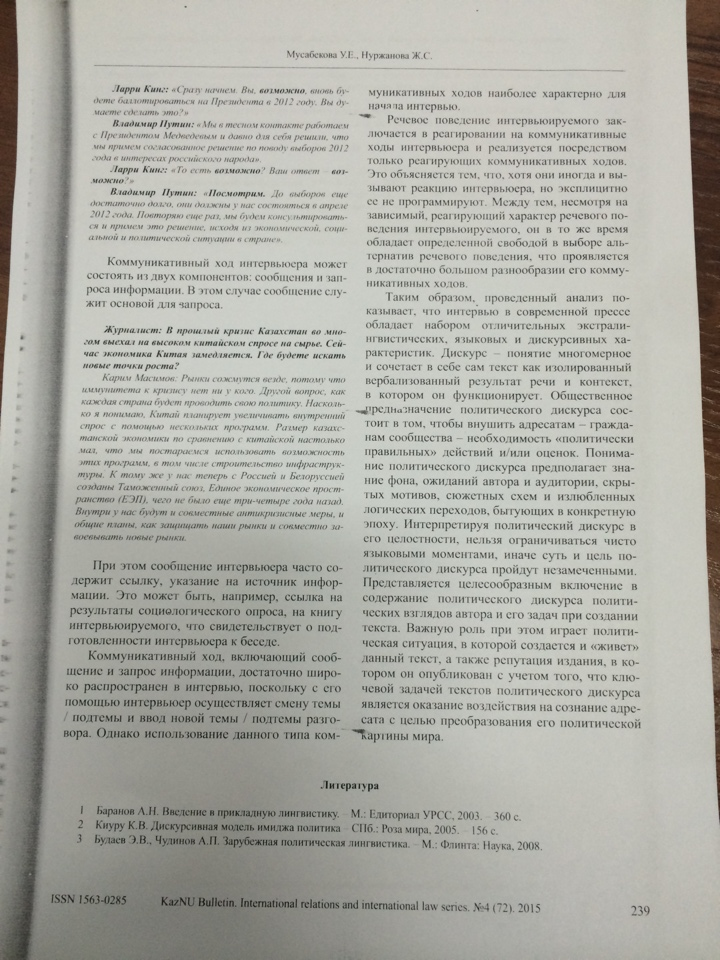 Мусабекова У.Е., Нуржанова Ж.С.
Ларри Кинг: «Сразу начнем. Вы, возможно, вновь бу-
дете баллотироваться на Президента в 2012 году. Вы ду-
маете сделать это?»
Владимир Путин: «Мы в тесном контакте работаем
с Президентом Медведевым и давно для себя решили, что
мы примем согласованное решение по поводу выборов 2012
года в интересах российского народа».
Ларри Кинг: «То есть возможно? Ваш ответ – воз-
можно?»
Владимир Путин: «Посмотрим. До выборов еще
достаточно долго, они должны у нас состояться в апреле
2012 года. Повторяю еще раз, мы будем консультировать-
ся и примем это решение, исходя из экономической, соци-
альной и политической ситуации в стране».
Коммуникативный ход интервьюера может
состоять из двух компонентов: сообщения и зап-
роса информации. В этом случае сообщение слу-
жит основой для запроса.
Журналист: В прошлый кризис Казахстан во мно-
гом выехал на высоком китайском спросе на сырье. Сей-
час экономика Китая замедляется. Где будете искать
новые точки роста?
Карим Масимов: Рынки сожмутся везде, потому что
иммунитета к кризису нет ни у кого. Другой вопрос, как
каждая страна будет проводить свою политику. Насколь-
ко я понимаю, Китай планирует увеличивать внутренний
спрос с помощью нескольких программ. Размер казахс-
танской экономики по сравнению с китайской настолько
мал, что мы постараемся использовать возможность
этих программ, в том числе строительство инфраструк-
туры. К тому же у нас теперь с Россией и Белоруссией
созданы Таможенный союз, Единое экономическое прост-
ранство (ЕЭП), чего не было еще три-четыре года назад.
Внутри у нас будут и совместные антикризисные меры, и
общие планы, как защищать наши рынки и совместно за-
воевывать новые рынки.
При этом сообщение интервьюера часто со-
держит ссылку, указание на источник инфор-
мации. Это может быть, например, ссылка на
результаты социологического опроса, на книгу
интервьюируемого, что свидетельствует о под-
готовленности интервьюера к беседе.
Коммуникативный ход, включающий сооб-
щение и запрос информации, достаточно широ-
ко распространен в интервью, поскольку с его
помощью интервьюер осуществляет смену темы
/ подтемы и ввод новой темы / подтемы разго-
вора. Однако использование данного типа ком-
муникативных ходов наиболее характерно для
начала интервью.
Речевое поведение интервьюируемого зак-
лючается в реагировании на коммуникативные
ходы интервьюера и реализуется посредством
только реагирующих коммуникативных ходов.
Это объясняется тем, что, хотя они иногда и вы-
зывают реакцию интервьюера, но эксплицитно
ее не программируют. Между тем, несмотря на
зависимый, реагирующий характер речевого по-
ведения интервьюируемого, он в то же время
обладает определенной свободой в выборе аль-
тернатив речевого поведения, что проявляется
в достаточно большом разнообразии его комму-
никативных ходов.
Таким образом, проведенный анализ по-
казывает, что интервью в современной прессе
обладает набором отличительных экстрали-
нгвистических, языковых и дискурсивных ха-
рактеристик. Дискурс – понятие многомерное
и сочетает в себе сам текст как изолированный
вербализованный результат речи и контекст,
в котором он функционирует. Общественное
предназначение политического дискурса сос-
тоит в том, чтобы внушить адресатам – гражда-
нам сообщества – необходимость «политически
правильных» действий и/или оценок. Понима-
ние политического дискурса предполагает зна-
ние фона, ожиданий автора и аудитории, скры-
тых мотивов, сюжетных схем и излюбленных
логических переходов, бытующих в конкретную
эпоху. Интерпретируя политический дискурс в
его целостности, нельзя ограничиться чисто
языковыми моментами, иначе суть и цель по-
литического дискурса пройдут незамеченными.
Представляется целесообразным включение в
содержание политического дискурса полити-
ческих взглядов автора и его задач при создании
текста. Важную роль при этом играет полити-
ческая ситуация, в которой создается и «живет»
данный текст, а также репутация издания, в ко-
тором он опубликован с учетом того, что клю-
чевой задачей текстов политического дискурса
является оказание воздействия на сознание адре-
сата с целью преобразования его политической
картины мира.
Литература
1 Баранов А.Н. Введение в прикладную лингвистику. – М.: Едиториал УРСС, 2003. – 360 с.
2 Киуру К.В. Дискурсивная модель имиджа политика – СПб.: Роза мира, 2005. – 156 с.
3 Будаев Э.В., Чудинов А.П. Зарубежная политическая лингвистика. – М.: Флинта: Наука, 2008.
ISSN 1563-0285 KazNU Bulletin. International relations and international law series. №4 (72). 2015 239